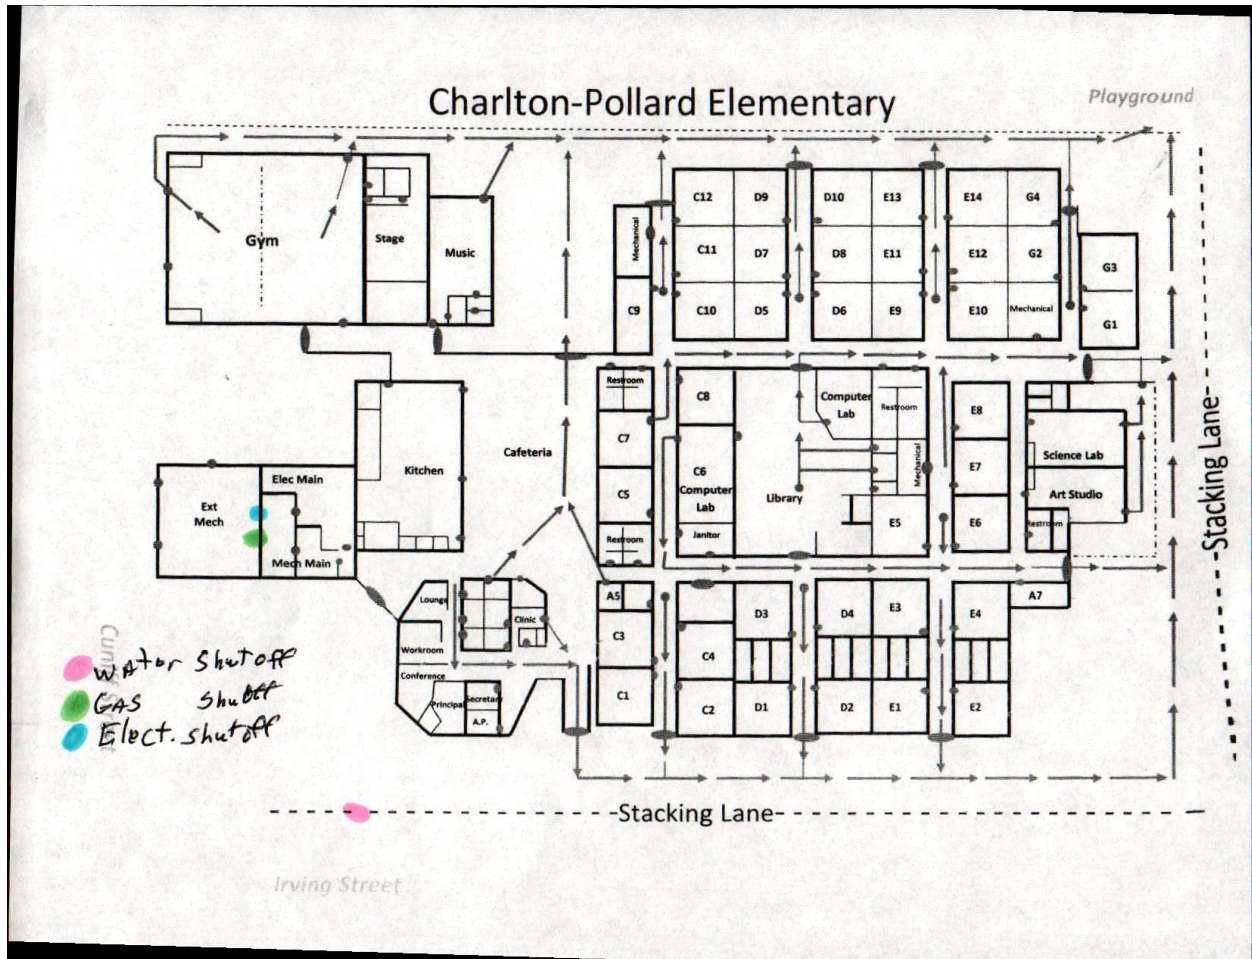 Charlton-Pollard Elementary
Playground
C12 D9 D10 E13 E14 G4
Mechanical
Gym Stage Music
C11 D7 D8 E11 E12 G2
G3
C9 C10 D5 D6 E9 E10 Mechanical
G1
Restroom
C8
Computer
Lab
Restroom
E8
C7
Cafeteria
Science Lab
Kitchen
C6
Mechanical
E7
Elec Main
Computer
Lab
Library
C5
Art Studio
Ext
Mech
E5
E6
Restroom
Restroom
Janitor
Mech Main
Stacking Lane
Lounge
A5
A7
D3 D4 E3 E4
Clinic
C3
Workroom
C4
Conference
Principal
Secretary
A.P.
C1 C2 D1 D2 E1 E2
Water Shutoff
GAS Shutoff
Elect. shutoff
Stacking Lane
Irving Street